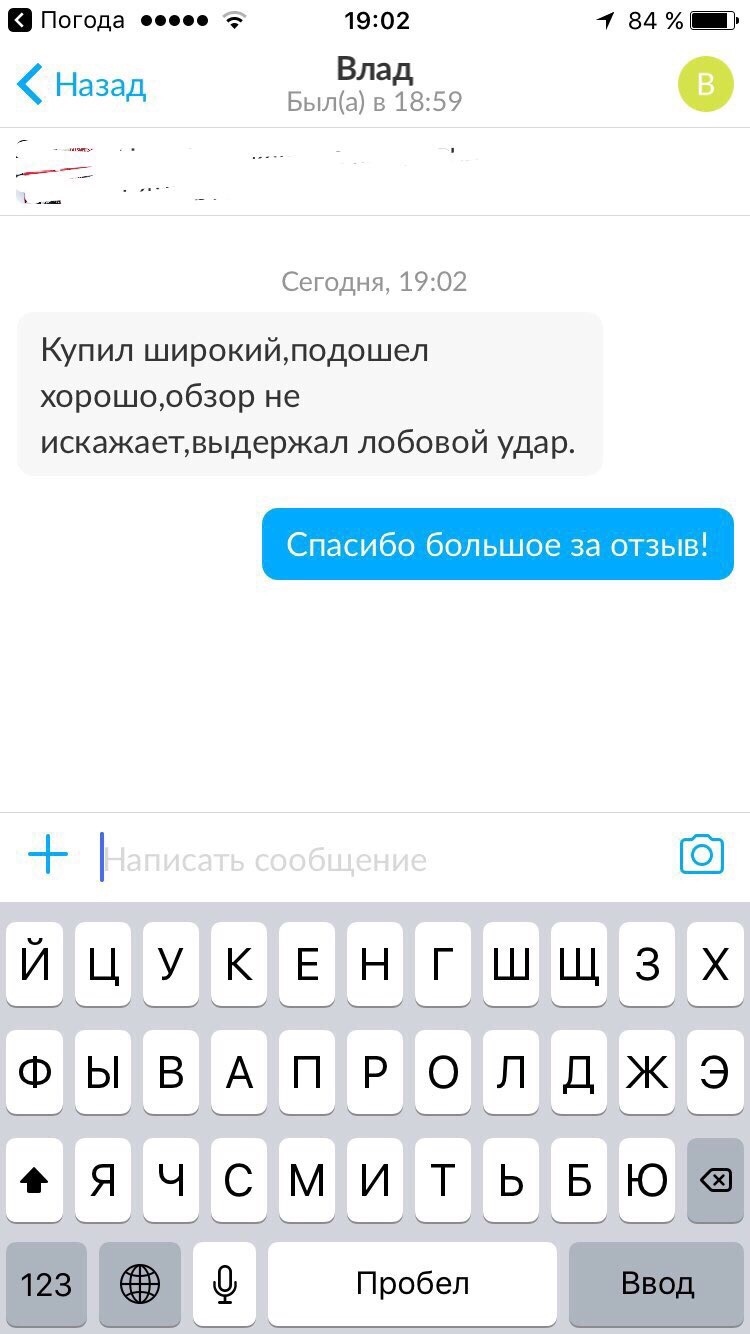 Погода
19:02
84 %
Назад
Влад
Был(а) в 18:59
В
Сегодня, 19:02
Купил широкий,подошел
хорошо,обзор не
искажает,выдержал лобовой удар.
Спасибо большое за отзыв!
Написать сообщение
Й Ц У К Е Н Г Ш Щ З Х
Ф Ы В А П Р О Л Д Ж Э
Я Ч С М И Т Ь Б Ю
123
Пробел
Ввод